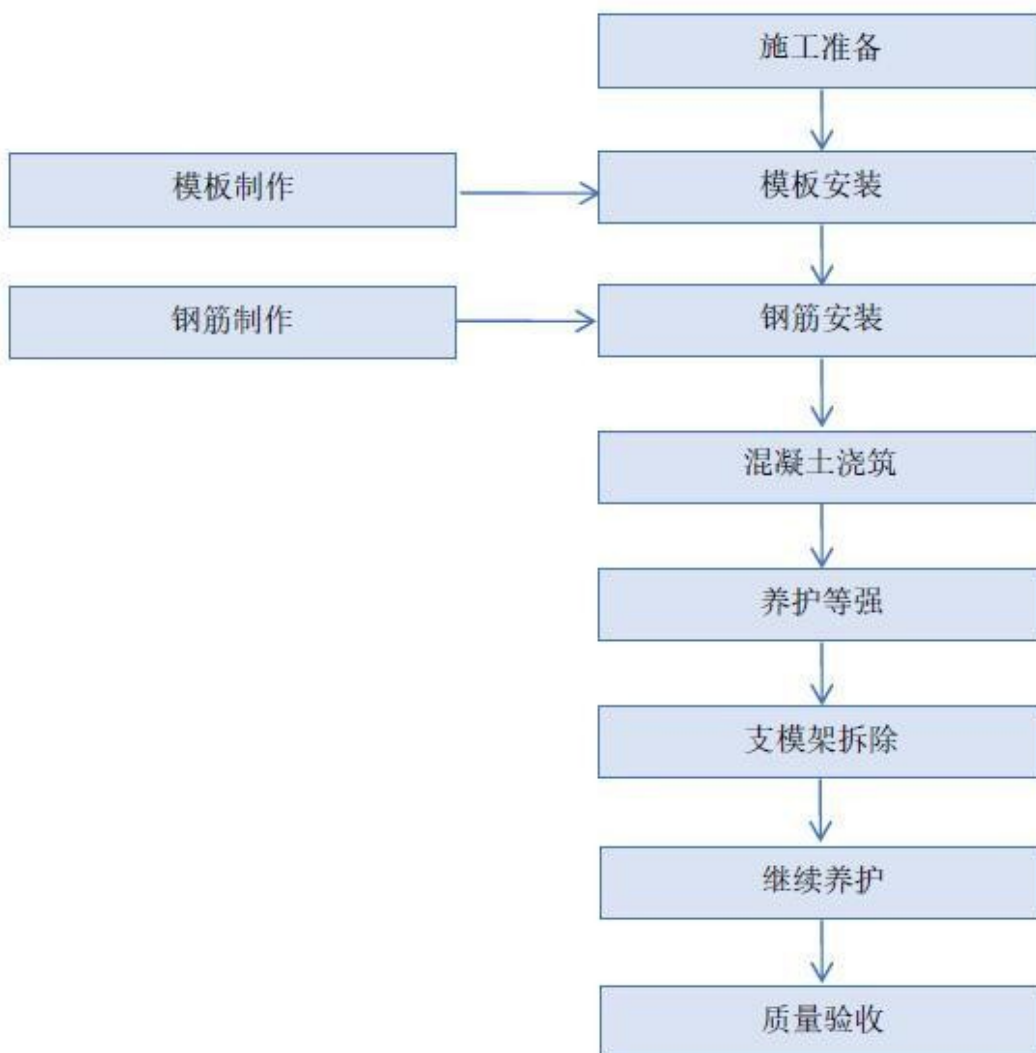 施工准备
模板制作
模板安装
钢筋制作
钢筋安装
混凝土浇筑
养护等强
支模架拆除
继续养护
质量验收